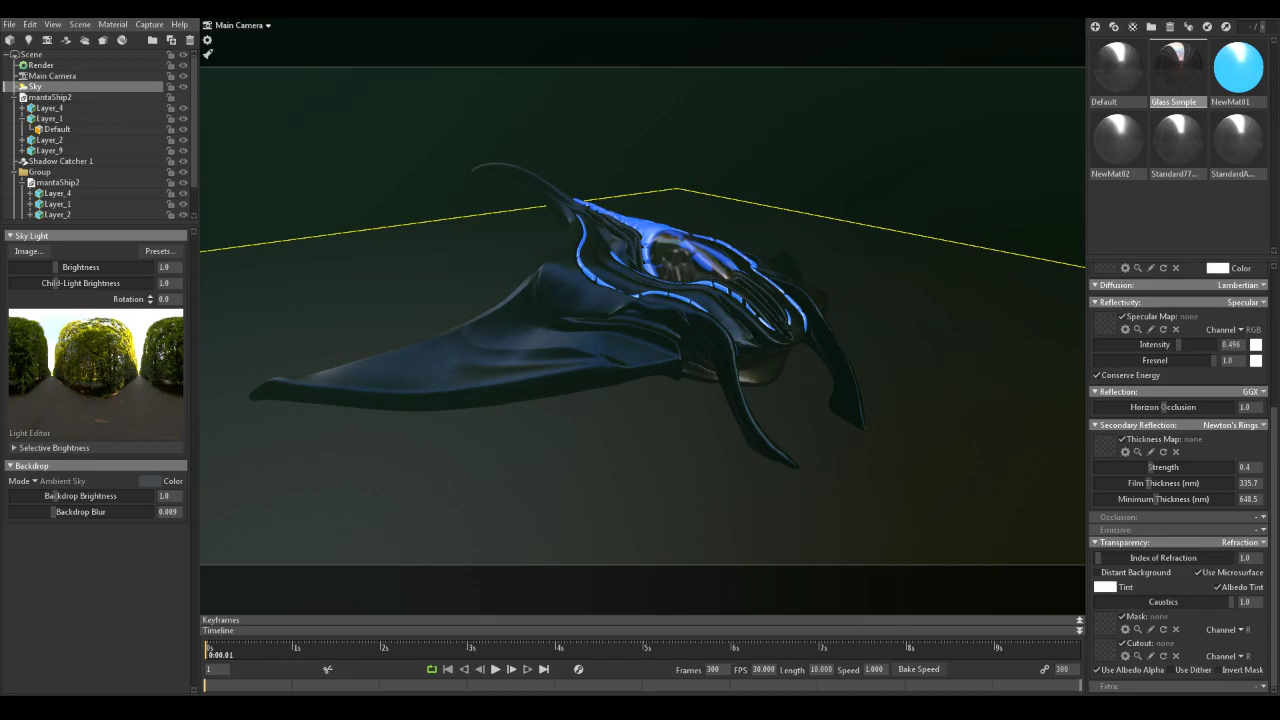 File Edit View Scene Material Capture Help
Main Camera
Scene
Render
Main Camera
Sky
mantaShip2
Layer_4
Layer_1
Default
Layer_2
Layer_9
Shadow Catcher 1
Group
mantaShip2
Layer_4
Layer_1
Layer_2
Sky Light
Image... Presets...
Brightness 1.0
Child-Light Brightness 1.0
Rotation 0.0
Light Editor
Selective Brightness
Backdrop
Mode Ambient Sky Color
Backdrop Brightness 1.0
Backdrop Blur 0.009
Keyframes
Timeline
0s 1s 2s 3s 4s 5s 6s 7s 8s 9s
0:00.01
1 Frames 300 FPS 30.000 Length 10.000 Speed 1.000 Bake Speed 300
Default Glass Simple NewMat01
NewMat02 Standard77... StandardA...
Color
Diffusion: Lambertian
Reflectivity: Specular
Specular Map: none
Channel RGB
Intensity 0.496
Fresnel 1.0
Conserve Energy
Reflection: GGX
Horizon Occlusion 1.0
Secondary Reflection: Newton's Rings
Thickness Map: none
Strength 0.4
Film Thickness (nm) 335.7
Minimum Thickness (nm) 648.5
Occlusion: -
Emissive: -
Transparency: Refraction
Index of Refraction 1.0
Distant Background Use Microsurface
Tint Albedo Tint
Caustics 1.0
Mask: none
Channel R
Cutout: none
Channel R
Use Albedo Alpha Use Dither Invert Mask
Extra: -